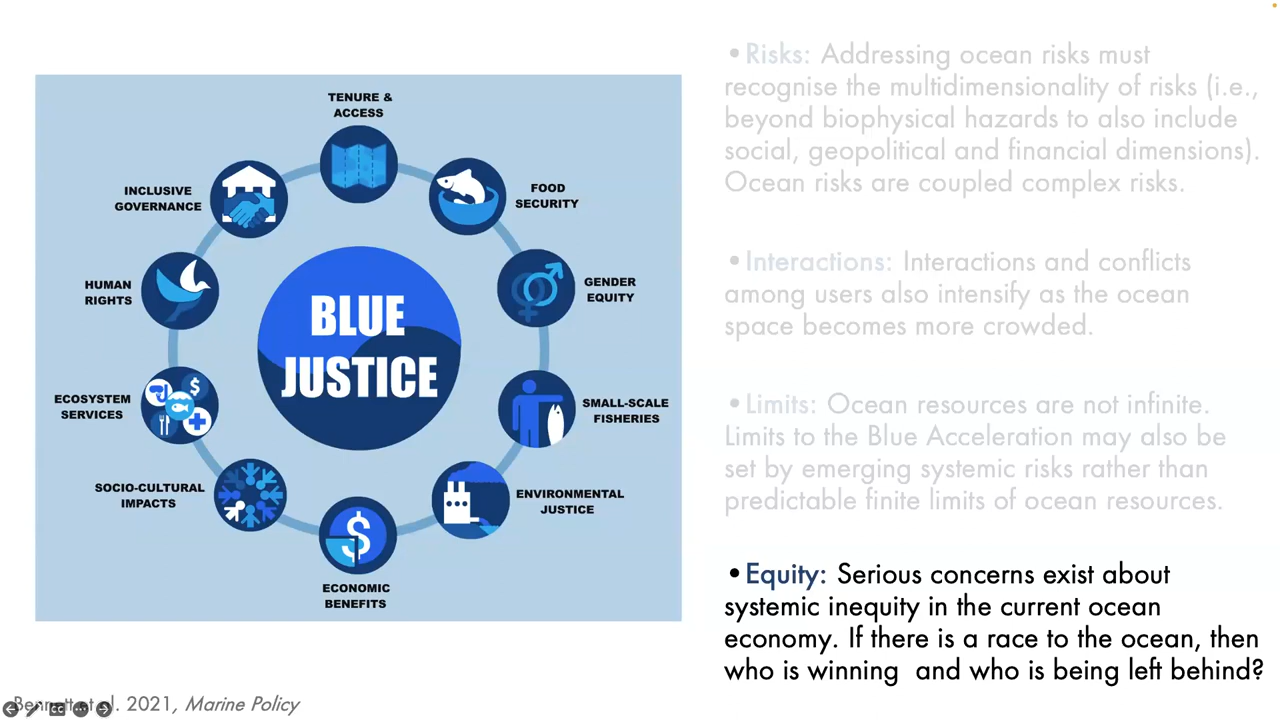 TENURE &
ACCESS
FOOD
SECURITY
GENDER
EQUITY
SMALL-SCALE
FISHERIES
ENVIRONMENTAL
JUSTICE
ECONOMIC
BENEFITS
SOCIO-CULTURAL
IMPACTS
ECOSYSTEM
SERVICES
HUMAN
RIGHTS
INCLUSIVE
GOVERNANCE
BLUE
JUSTICE
•Risks: Addressing ocean risks must
recognise the multidimensionality of risks (i.e.,
beyond biophysical hazards to also include
social, geopolitical and financial dimensions).
Ocean risks are coupled complex risks.
•Interactions: Interactions and conflicts
among users also intensify as the ocean
space becomes more crowded.
•Limits: Ocean resources are not infinite.
Limits to the Blue Acceleration may also be
set by emerging systemic risks rather than
predictable finite limits of ocean resources.
•Equity: Serious concerns exist about
systemic inequity in the current ocean
economy. If there is a race to the ocean, then
who is winning  and who is being left behind?
Bennett et al. 2021, Marine Policy